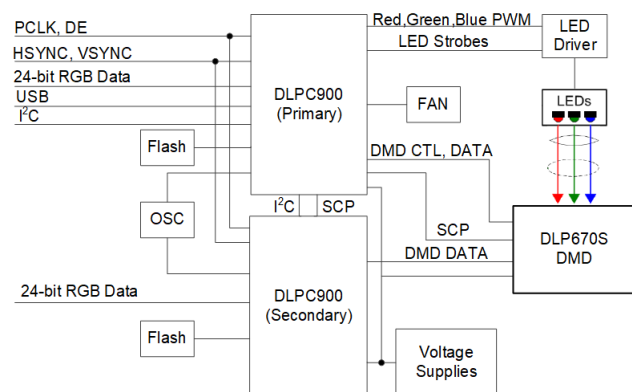 PCLK, DE
HSYNC, VSYNC
24-bit RGB Data
USB
I²C
Flash
OSC
24-bit RGB Data
Flash
DLPC900
(Primary)
I²C
SCP
DLPC900
(Secondary)
Red,Green,Blue PWM
LED Strobes
FAN
DMD CTL, DATA
SCP
DMD DATA
Voltage
Supplies
LED
Driver
LEDs
DLP670S
DMD